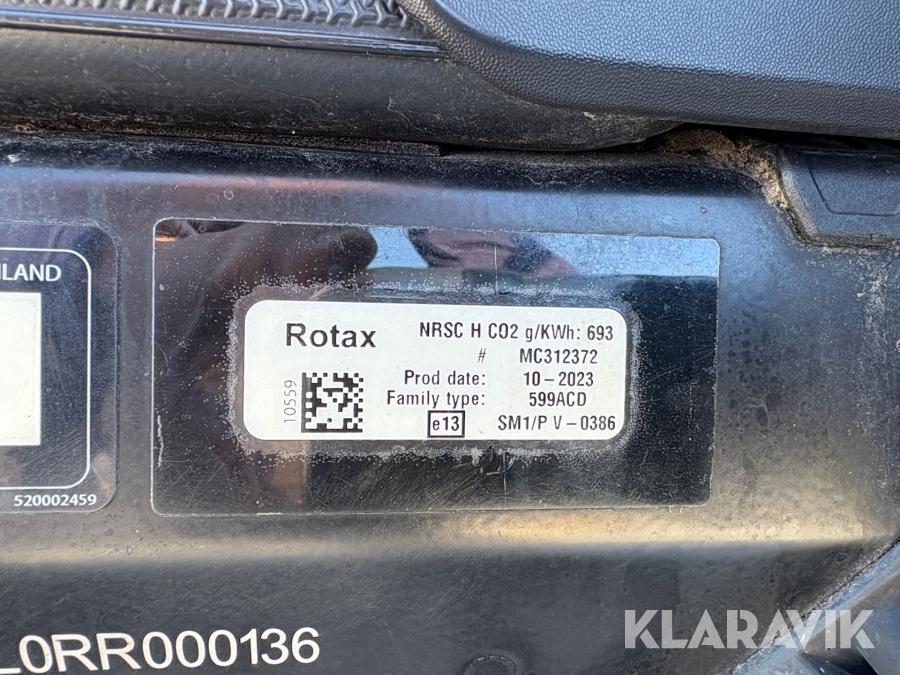 NLAND
520002459
Rotax
NRSC H CO2 g/KWh: 693
# MC312372
Prod date: 10-2023
Family type: 599ACD
e13 SM1/P V-0386
10559
L0RR000136
KLARAVIK